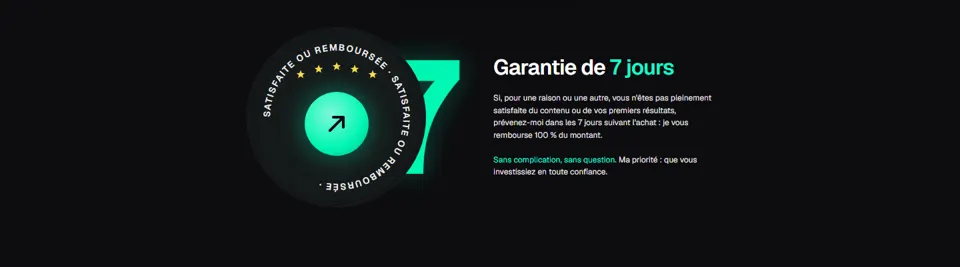 SATISFAITE OU REMBOURSÉE · SATISFAITE OU REMBOURSÉE ·
7
Garantie de 7 jours
Si, pour une raison ou une autre, vous n'êtes pas pleinement
satisfaite du contenu ou de vos premiers résultats,
prévenez-moi dans les 7 jours suivant l'achat : je vous
rembourse 100 % du montant.
Sans complication, sans question. Ma priorité : que vous
investissiez en toute confiance.